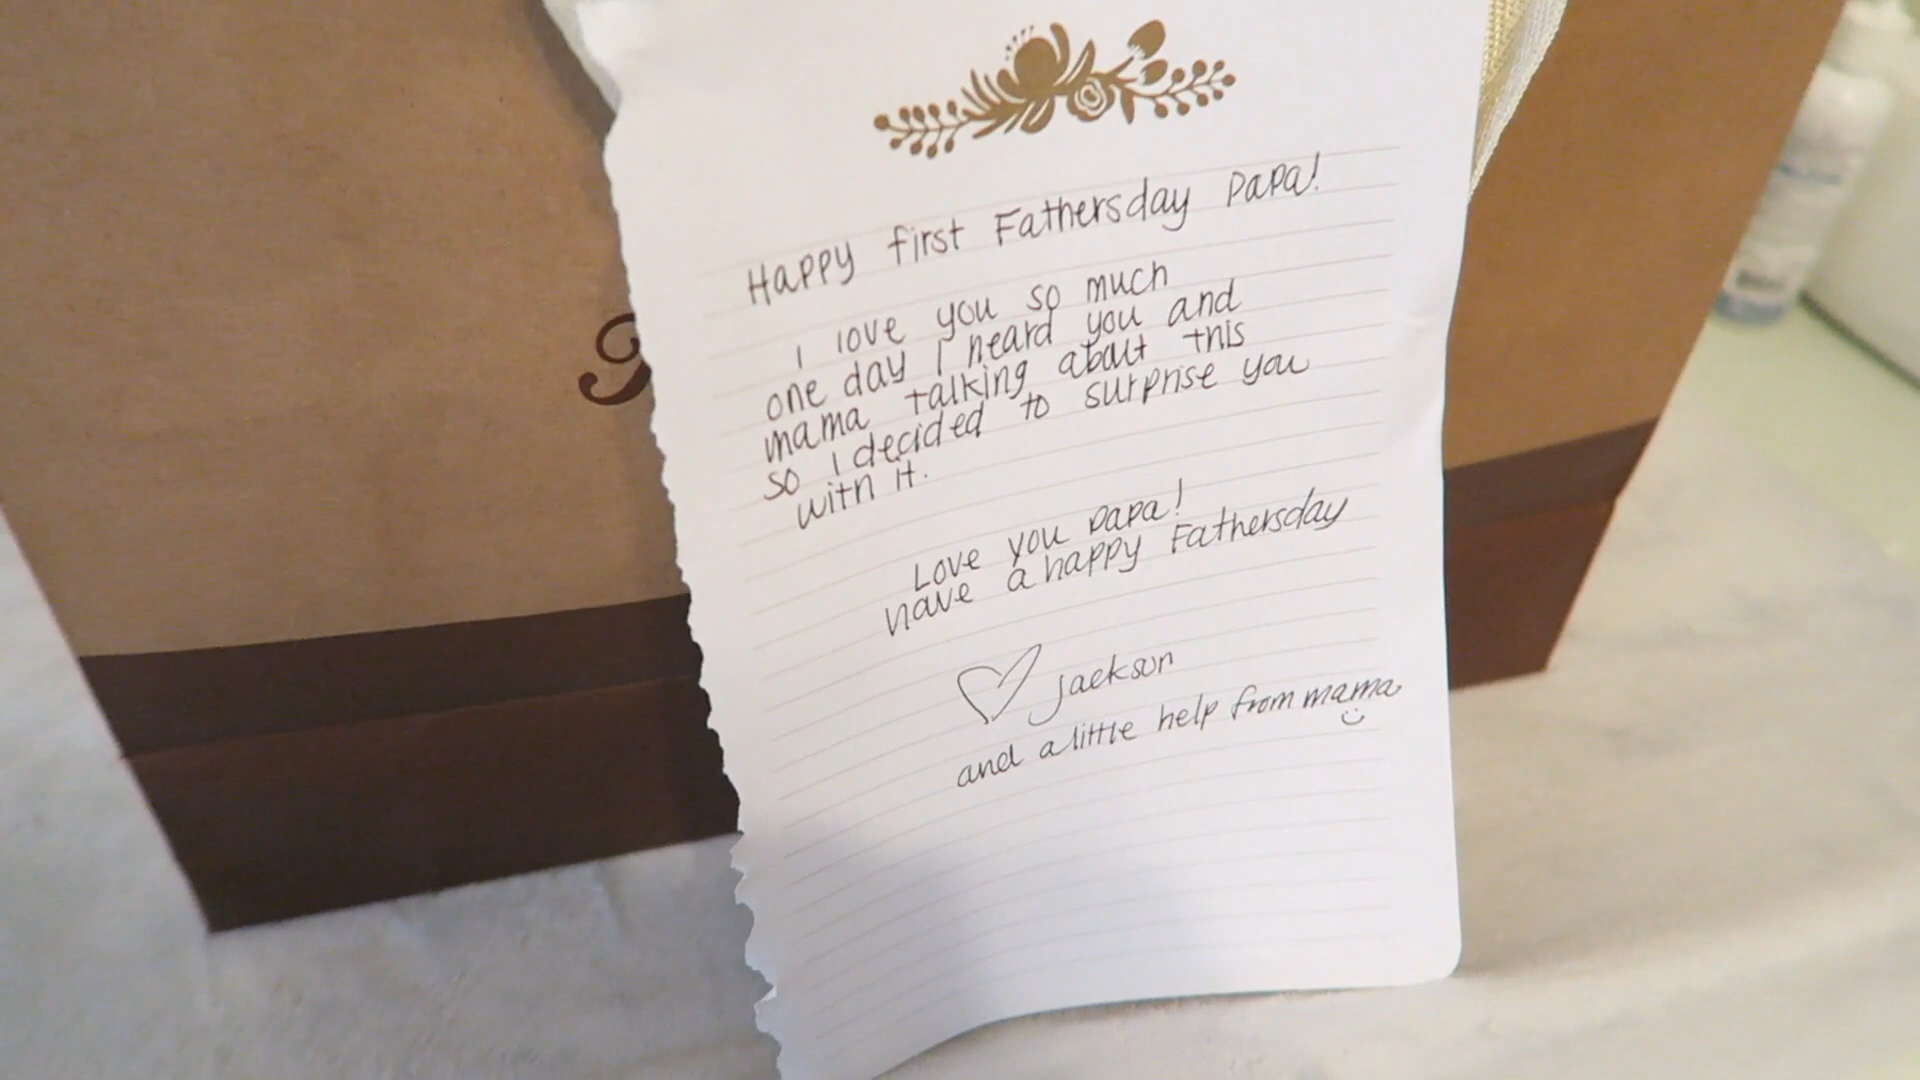 Happy first Fathersday Papa!
I love you so much
one day I heard you and
mama talking about this
so I decided to surprise you
with it.
Love you papa!
have a happy Fathersday
Jackson
and a little help from mama